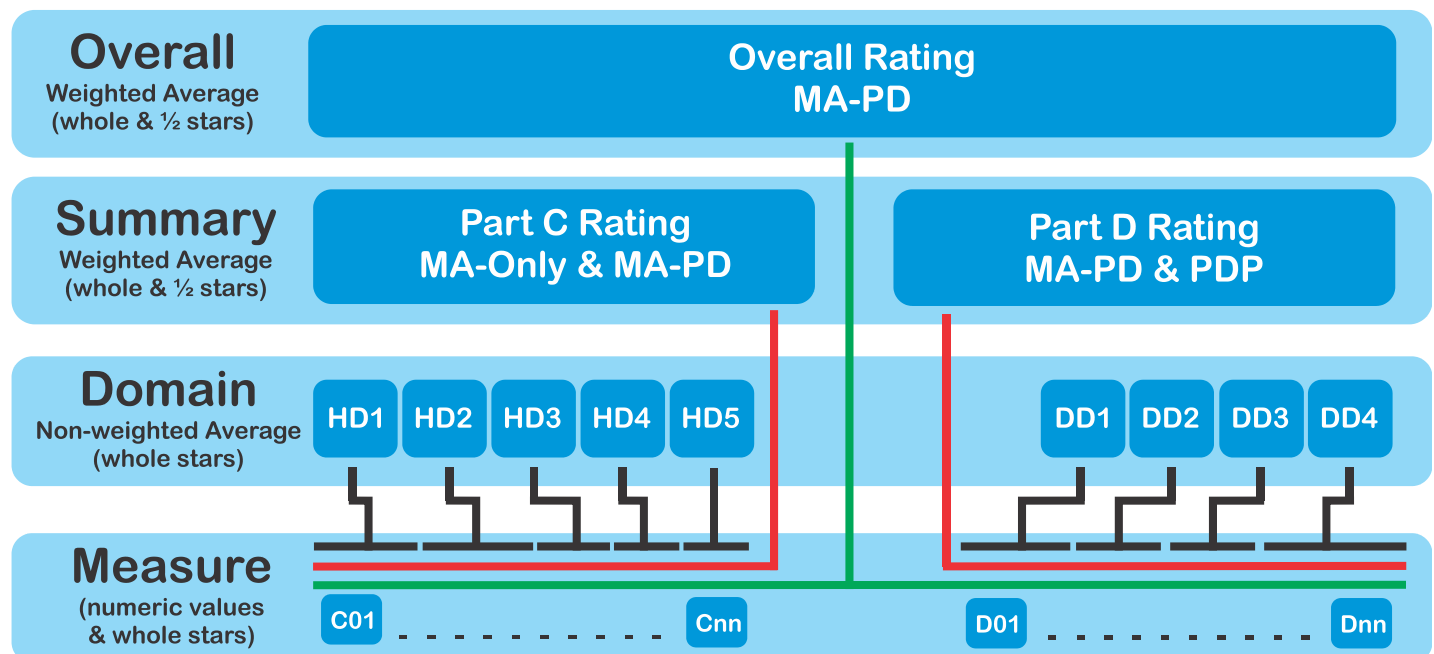 Overall
Weighted Average
(whole & ½ stars)
Overall Rating
MA-PD
Summary
Weighted Average
(whole & ½ stars)
Part C Rating
MA-Only & MA-PD
Part D Rating
MA-PD & PDP
Domain
Non-weighted Average
(whole stars)
HD1 HD2 HD3 HD4 HD5 DD1 DD2 DD3 DD4
Measure
(numeric values
& whole stars)
C01 Cnn D01 Dnn